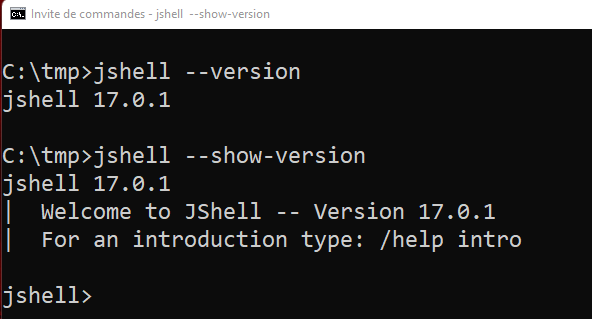 Invite de commandes - jshell --show-version
C:\tmp>jshell --version
jshell 17.0.1
C:\tmp>jshell --show-version
jshell 17.0.1
|  Welcome to JShell -- Version 17.0.1
|  For an introduction type: /help intro
jshell>